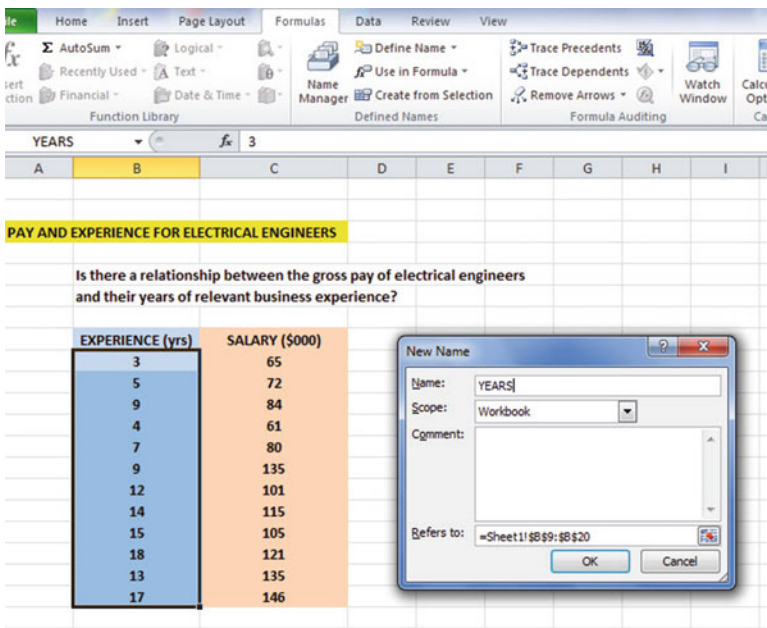 ile Home Insert Page Layout Formulas Data Review View
fx Σ AutoSum Logical Define Name Trace Precedents
Recently Used A Text Name Manager Use in Formula Trace Dependents Watch Window
Financial Date & Time Create from Selection Remove Arrows
Function Library Defined Names Formula Auditing
YEARS fx 3
A B C D E F G H I
PAY AND EXPERIENCE FOR ELECTRICAL ENGINEERS
Is there a relationship between the gross pay of electrical engineers
and their years of relevant business experience?
EXPERIENCE (yrs) SALARY ($000)
3 65
5 72
9 84
4 61
7 80
9 135
12 101
14 115
15 105
18 121
13 135
17 146
New Name
Name: YEARS
Scope: Workbook
Comment:
Refers to: =Sheet1!$B$9:$B$20
OK Cancel